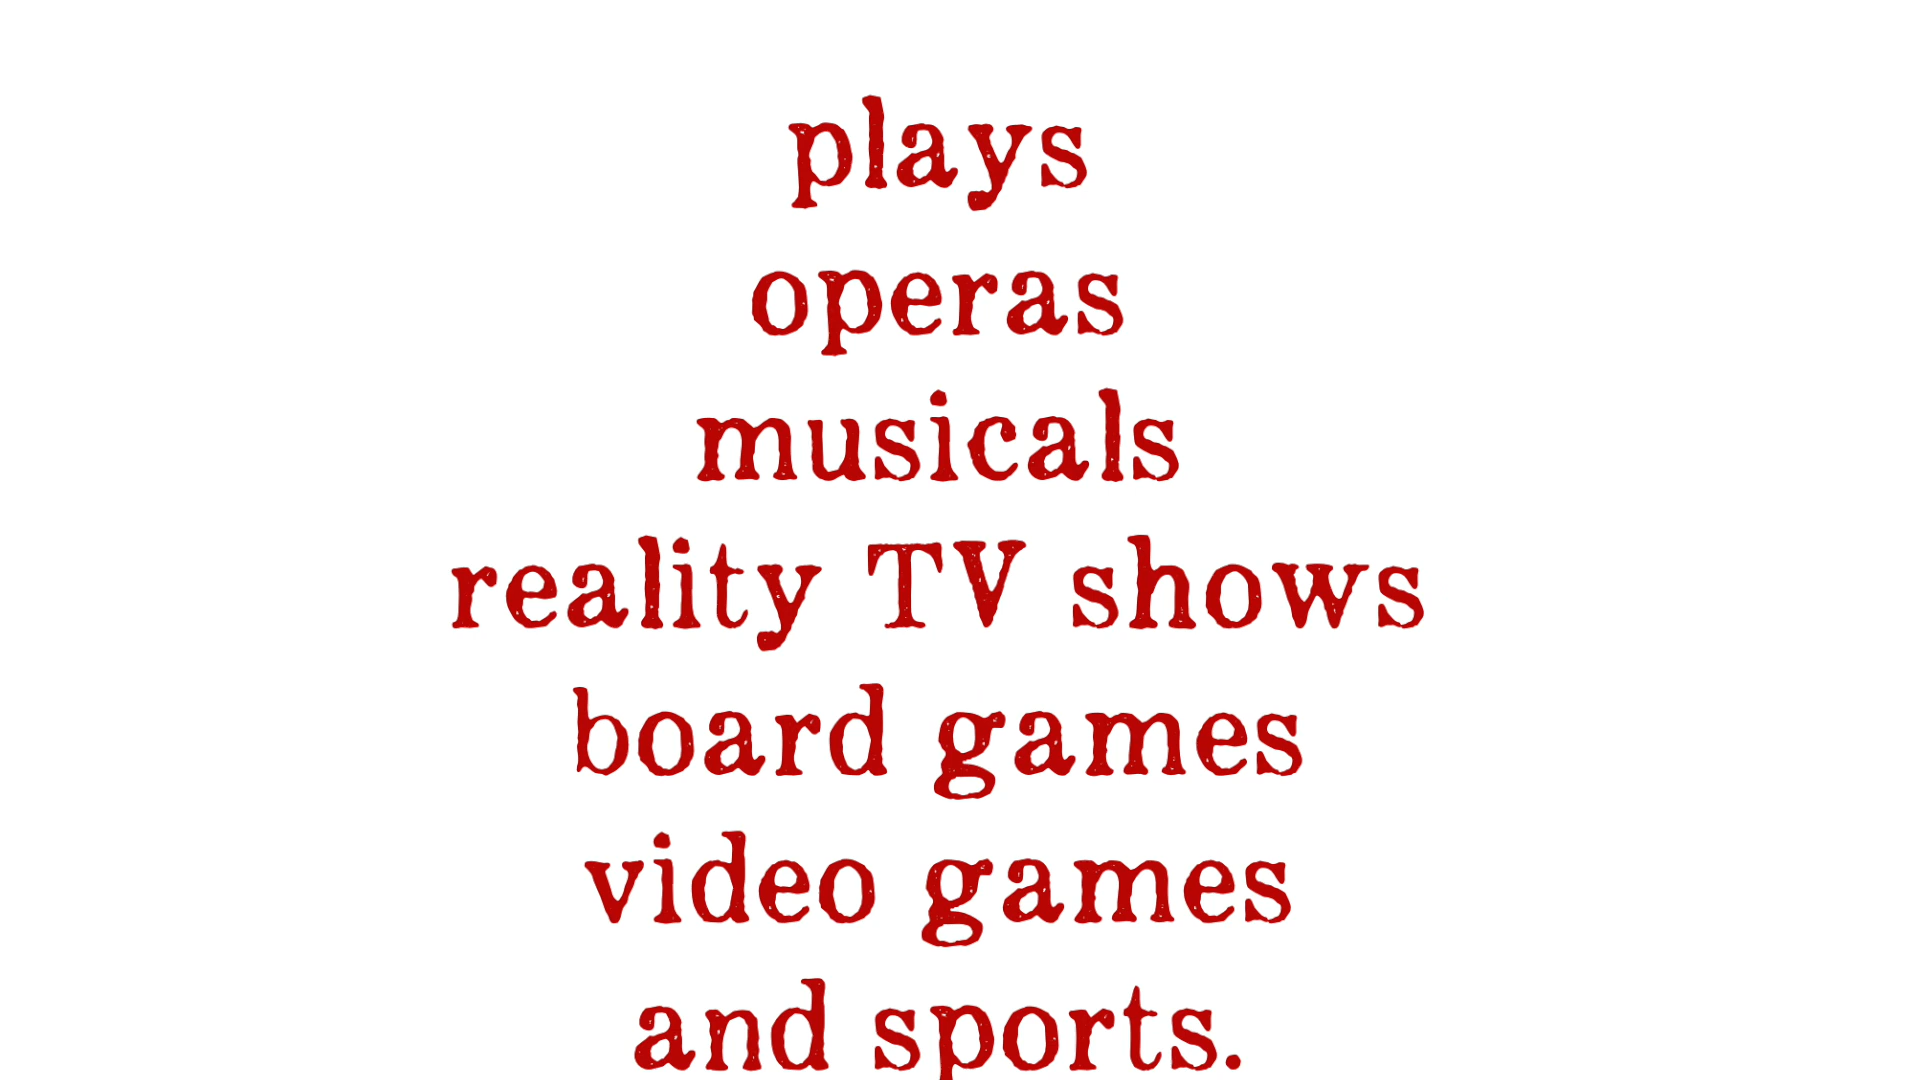 plays
operas
musicals
reality TV shows
board games
video games
and sports.